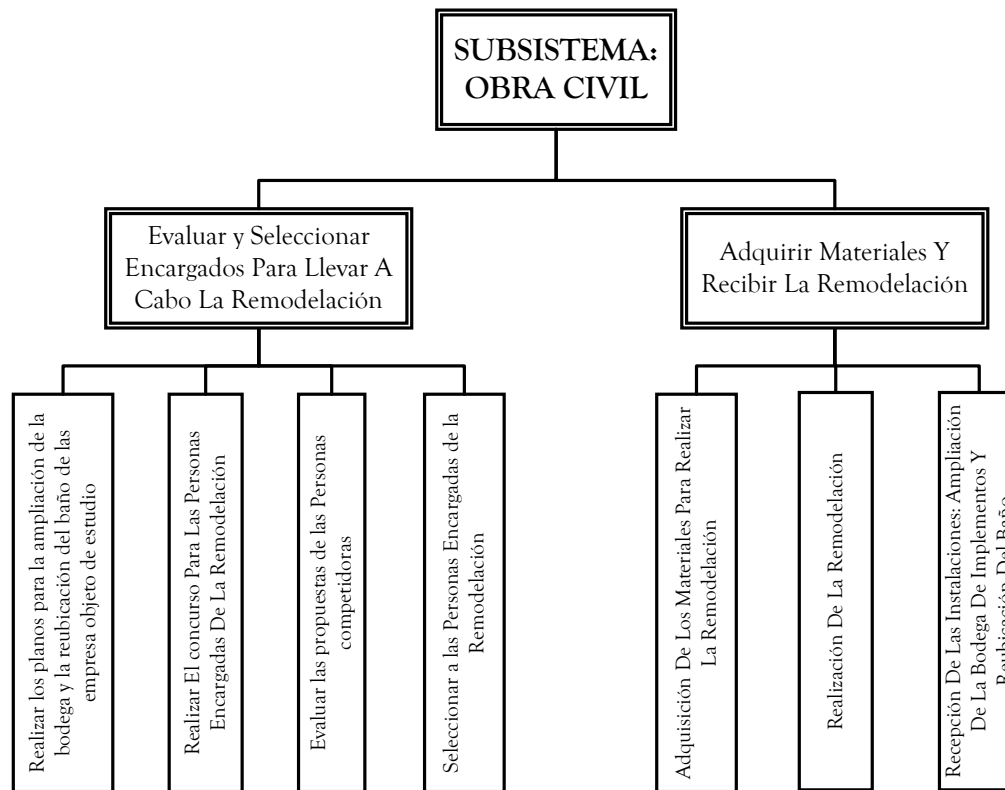 SUBSISTEMA:
OBRA CIVIL
Evaluar y Seleccionar
Encargados Para Llevar A
Cabo La Remodelación
Adquirir Materiales Y
Recibir La Remodelación
Realizar los planos para la ampliación de la
bodega y la reubicación del baño de las
empresa objeto de estudio
Realizar El concurso Para Las Personas
Encargadas De La Remodelación
Evaluar las propuestas de las Personas
competidoras
Seleccionar a las Personas Encargadas de la
Remodelación
Adquisición De Los Materiales Para Realizar
La Remodelación
Realización De La Remodelación
Recepción De Las Instalaciones: Ampliación
De La Bodega De Implementos Y
Reubicación Del Baño